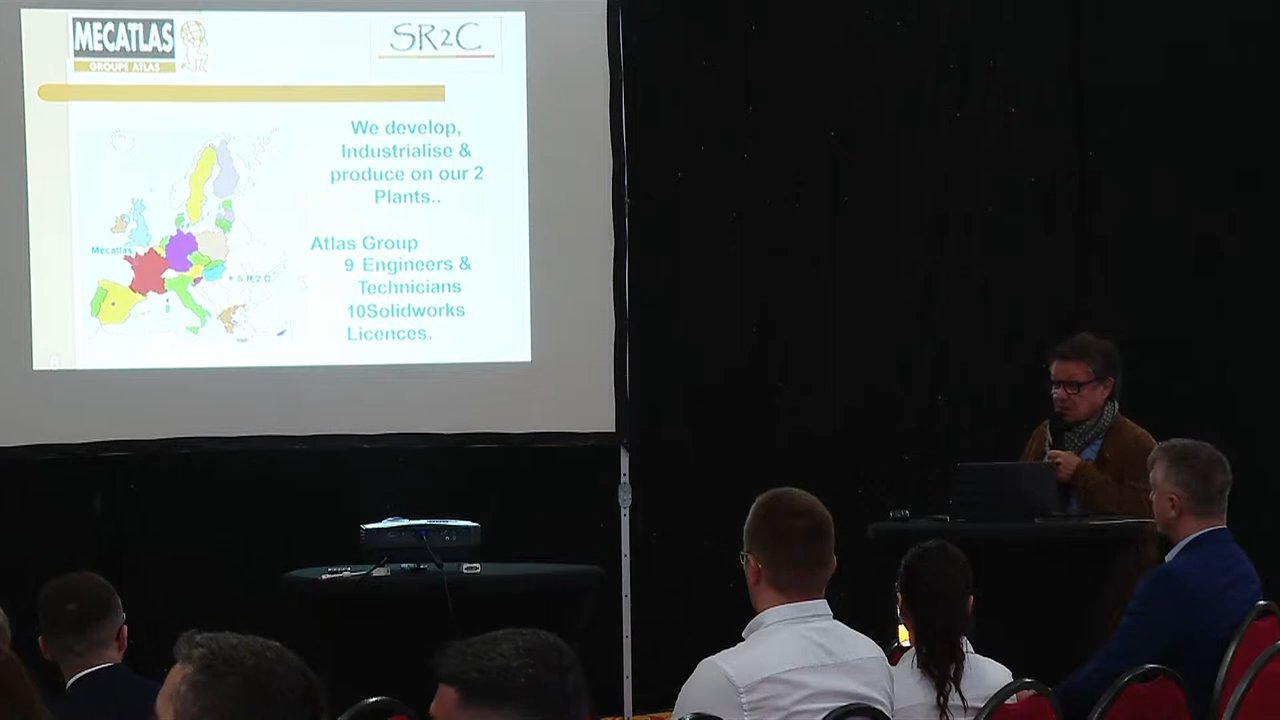 MECATLAS
GROUPE ATLAS
SR2C
We develop,
Industrialise &
produce on our 2
Plants..
Mecatlas
S R 2 C
Atlas Group
9 Engineers &
Technicians
10Solidworks
Licences.